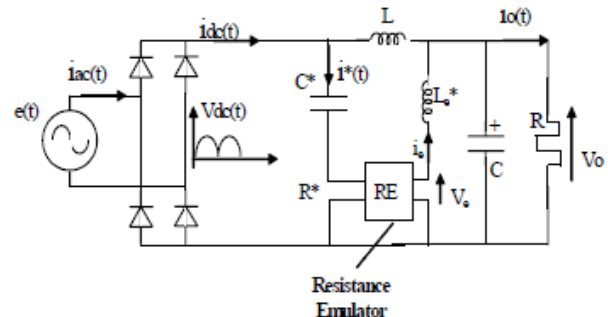 L
idc(t)
io(t)
iac(t)
C*
i*(t)
Le*
e(t)
Vdc(t)
ie
+
R
C
Vo
R*
RE
Ve
Resistance
Emulator